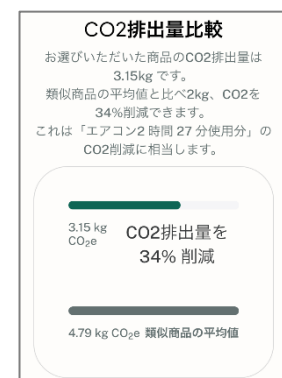 CO2排出量比較
お選びいただいた商品のCO2排出量は
3.15kg です。
類似商品の平均値と比べ2kg、CO2を
34%削減できます。
これは「エアコン2 時間 27 分使用分」の
CO2削減に相当します。
3.15 kg
CO₂e
CO2排出量を
34% 削減
4.79 kg CO₂e 類似商品の平均値